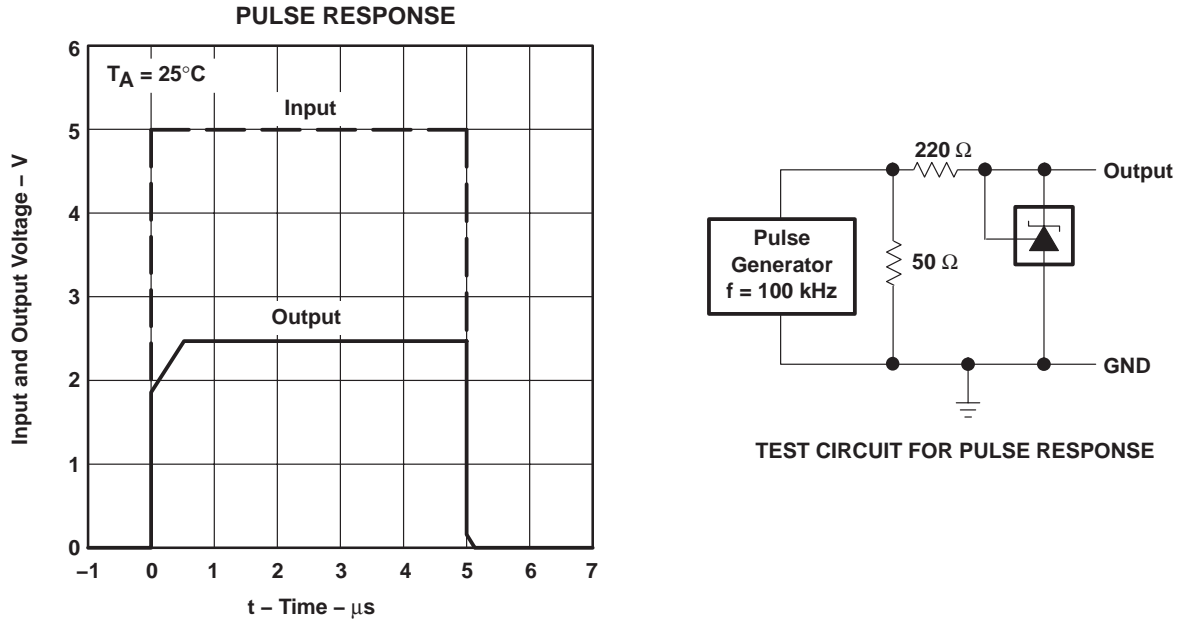 PULSE RESPONSE
6
5
4
3
2
1
0
Input and Output Voltage – V
TA = 25°C
Input
Output
–1 0 1 2 3 4 5 6 7
t – Time – μs
220 Ω
Output
Pulse
Generator
f = 100 kHz
50 Ω
GND
TEST CIRCUIT FOR PULSE RESPONSE